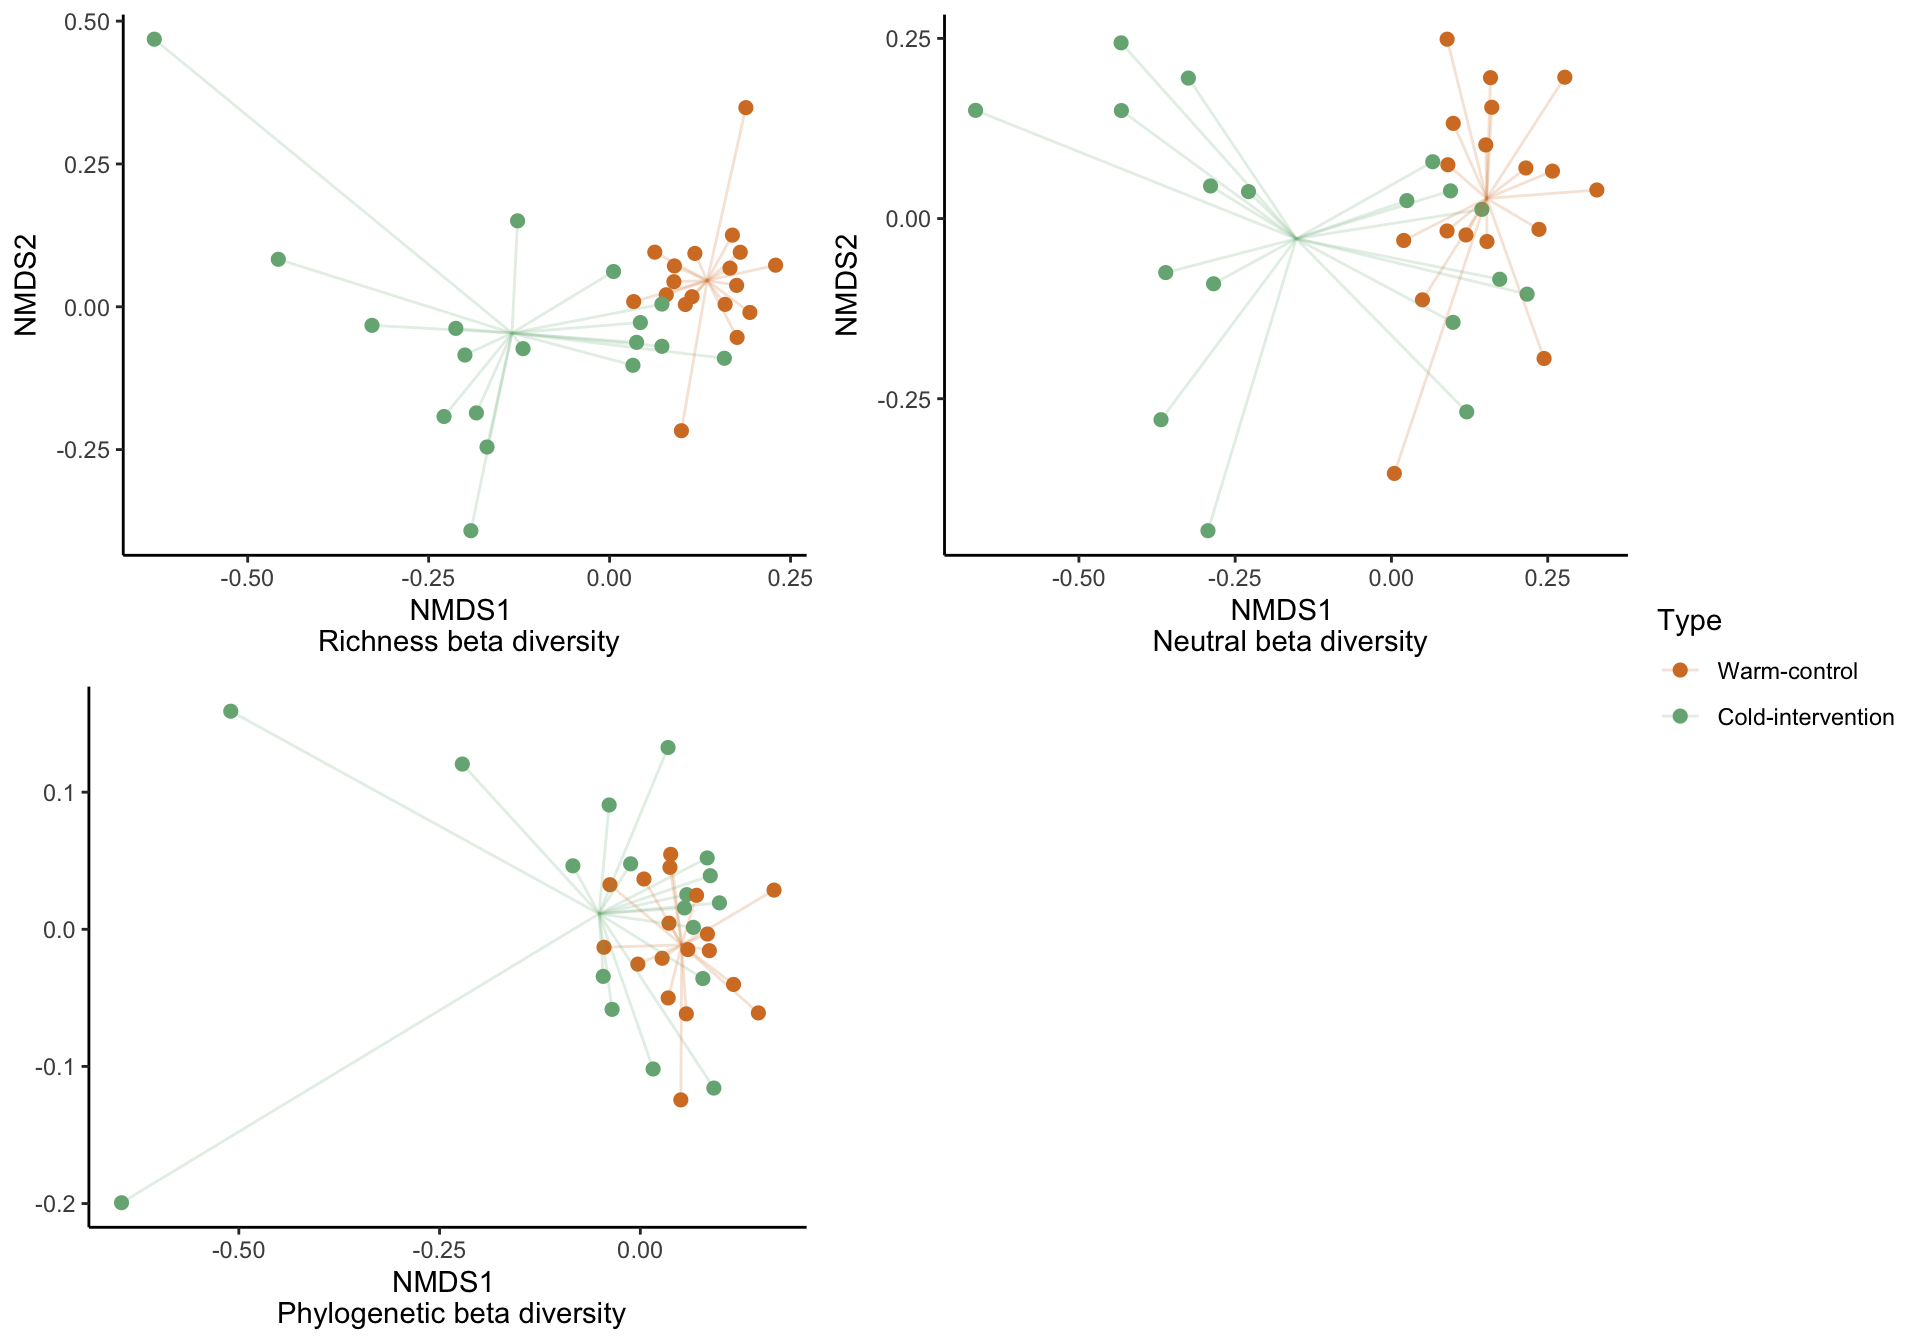 0.50
0.25
0.00
-0.25
NMDS2
-0.50
-0.25
0.00
0.25
NMDS1
Richness beta diversity
0.25
0.00
-0.25
NMDS2
-0.50
-0.25
0.00
0.25
NMDS1
Neutral beta diversity
Type
Warm-control
Cold-intervention
0.1
0.0
-0.1
-0.2
-0.50
-0.25
0.00
NMDS1
Phylogenetic beta diversity